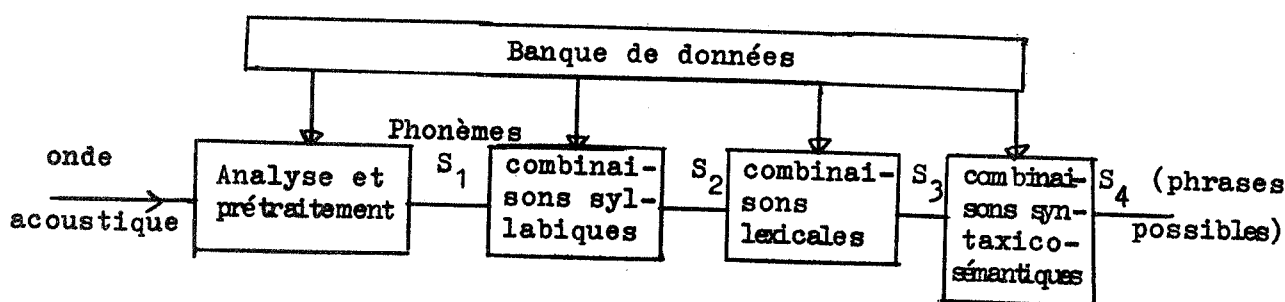 Banque de données
onde
acoustique
Analyse et
prétraitement
Phonèmes
S₁
combinai-
sons syl-
labiques
S₂
combinai-
sons
lexicales
S₃
combinai-
sons syn-
taxico-
sémantiques
S₄ (phrases
possibles)